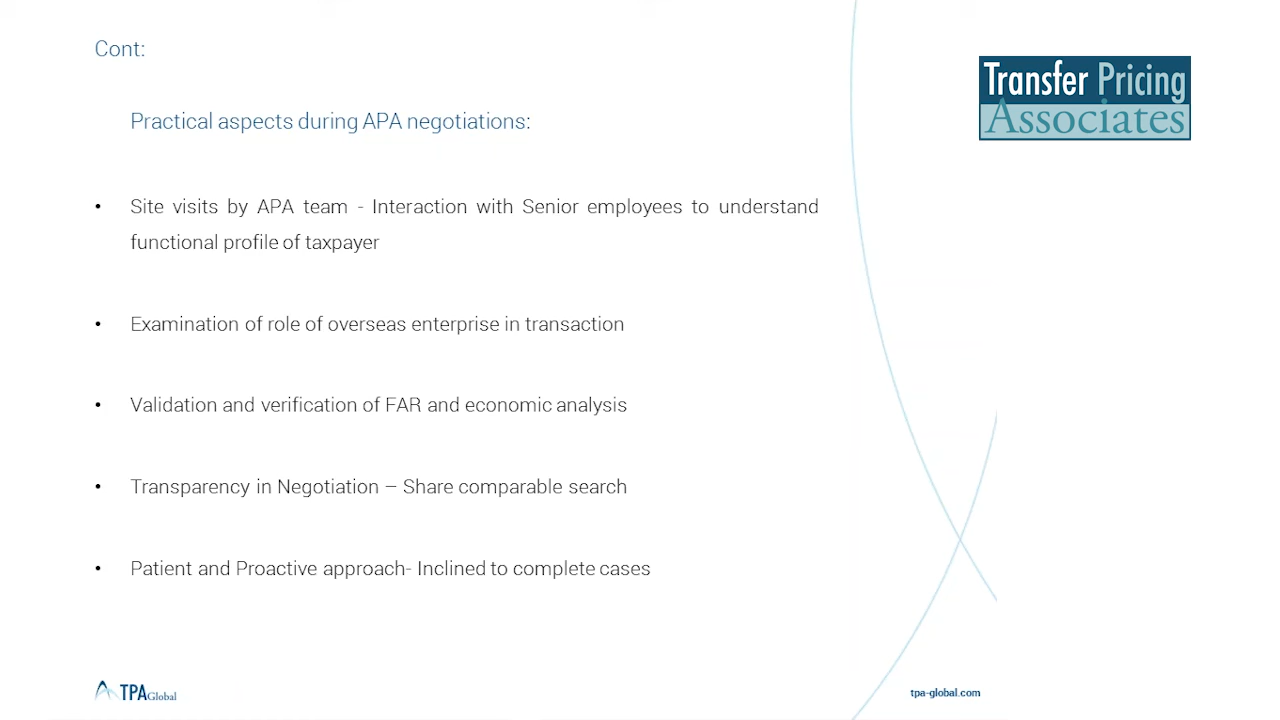 Cont:
Transfer Pricing
Associates
Practical aspects during APA negotiations:
• Site visits by APA team - Interaction with Senior employees to understand
functional profile of taxpayer
• Examination of role of overseas enterprise in transaction
• Validation and verification of FAR and economic analysis
• Transparency in Negotiation – Share comparable search
• Patient and Proactive approach- Inclined to complete cases
TPA Global
tpa-global.com